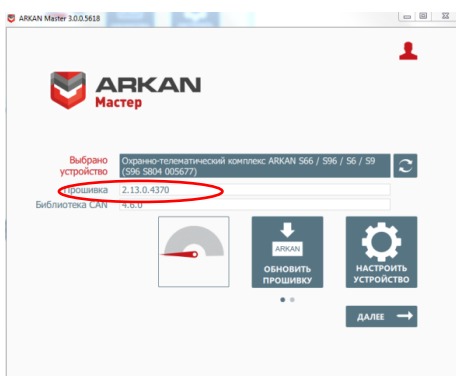 ARKAN Master 3.0.0.5618
ARKAN
Мастер
Выбрано устройство
Охранно-телематический комплекс ARKAN S66 / S96 / S6 / S9
(S96 S804 005677)
Прошивка
2.13.0.4370
Библиотека CAN
4.6.0
ARKAN
ОБНОВИТЬ
ПРОШИВКУ
НАСТРОИТЬ
УСТРОЙСТВО
ДАЛЕЕ